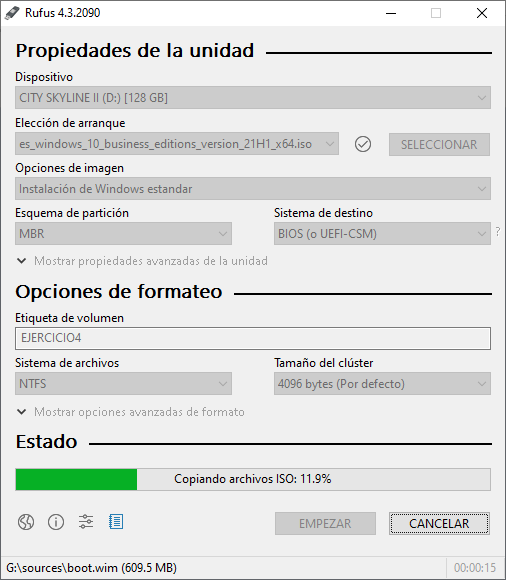 Rufus 4.3.2090
Propiedades de la unidad
Dispositivo
CITY SKYLINE II (D:) [128 GB]
Elección de arranque
es_windows_10_business_editions_version_21H1_x64.iso
SELECCIONAR
Opciones de imagen
Instalación de Windows estandar
Esquema de partición
Sistema de destino
MBR
BIOS (o UEFI-CSM)
?
Mostrar propiedades avanzadas de la unidad
Opciones de formateo
Etiqueta de volumen
EJERCICIO4
Sistema de archivos
Tamaño del clúster
NTFS
4096 bytes (Por defecto)
Mostrar opciones avanzadas de formato
Estado
Copiando archivos ISO: 11.9%
EMPEZAR
CANCELAR
G:\sources\boot.wim (609.5 MB)
00:00:15